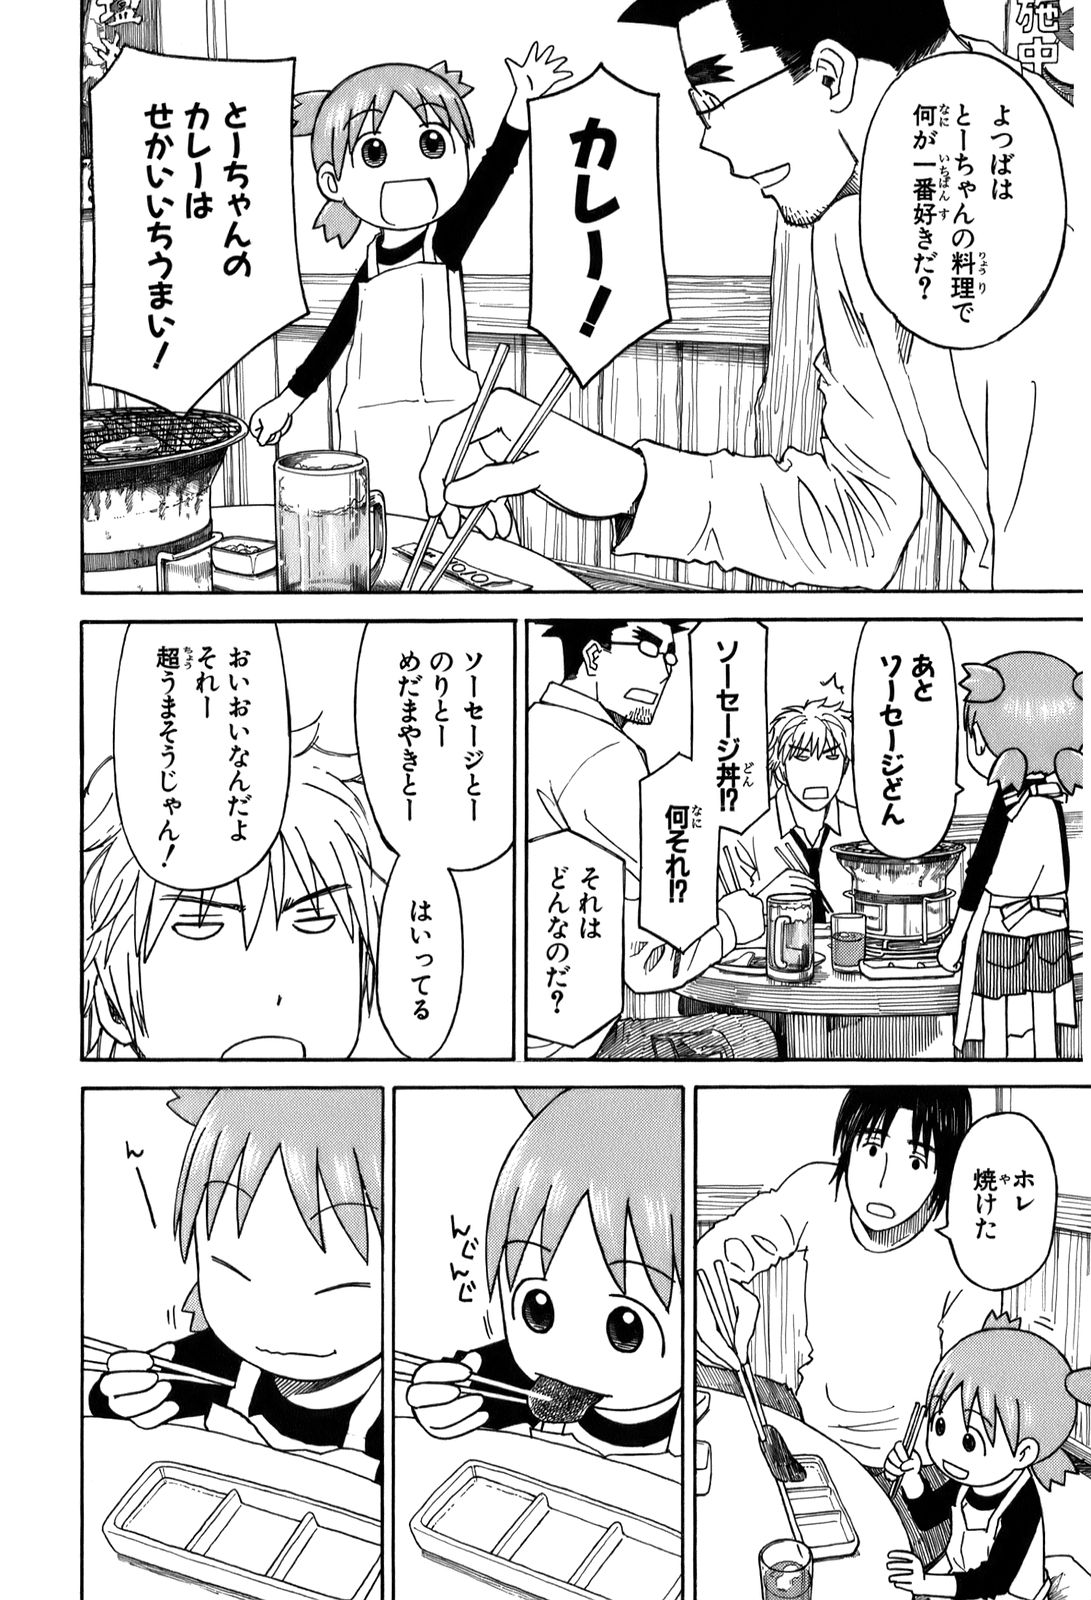 よつばは
とーちゃんの料理で
何が一番好きだ?
カレー!
とーちゃんの
カレーは
せかいいちうまい!
あと
ソーセージどん
ソーセージ丼!?
何それ!?
それは
どんなのだ?
ソーセージとー
のりとー
めだまやきとー
はいってる
おいおいなんだよ
それー
超うまそうじゃん!
ホレ
焼けた
んじんじ
んー
塩